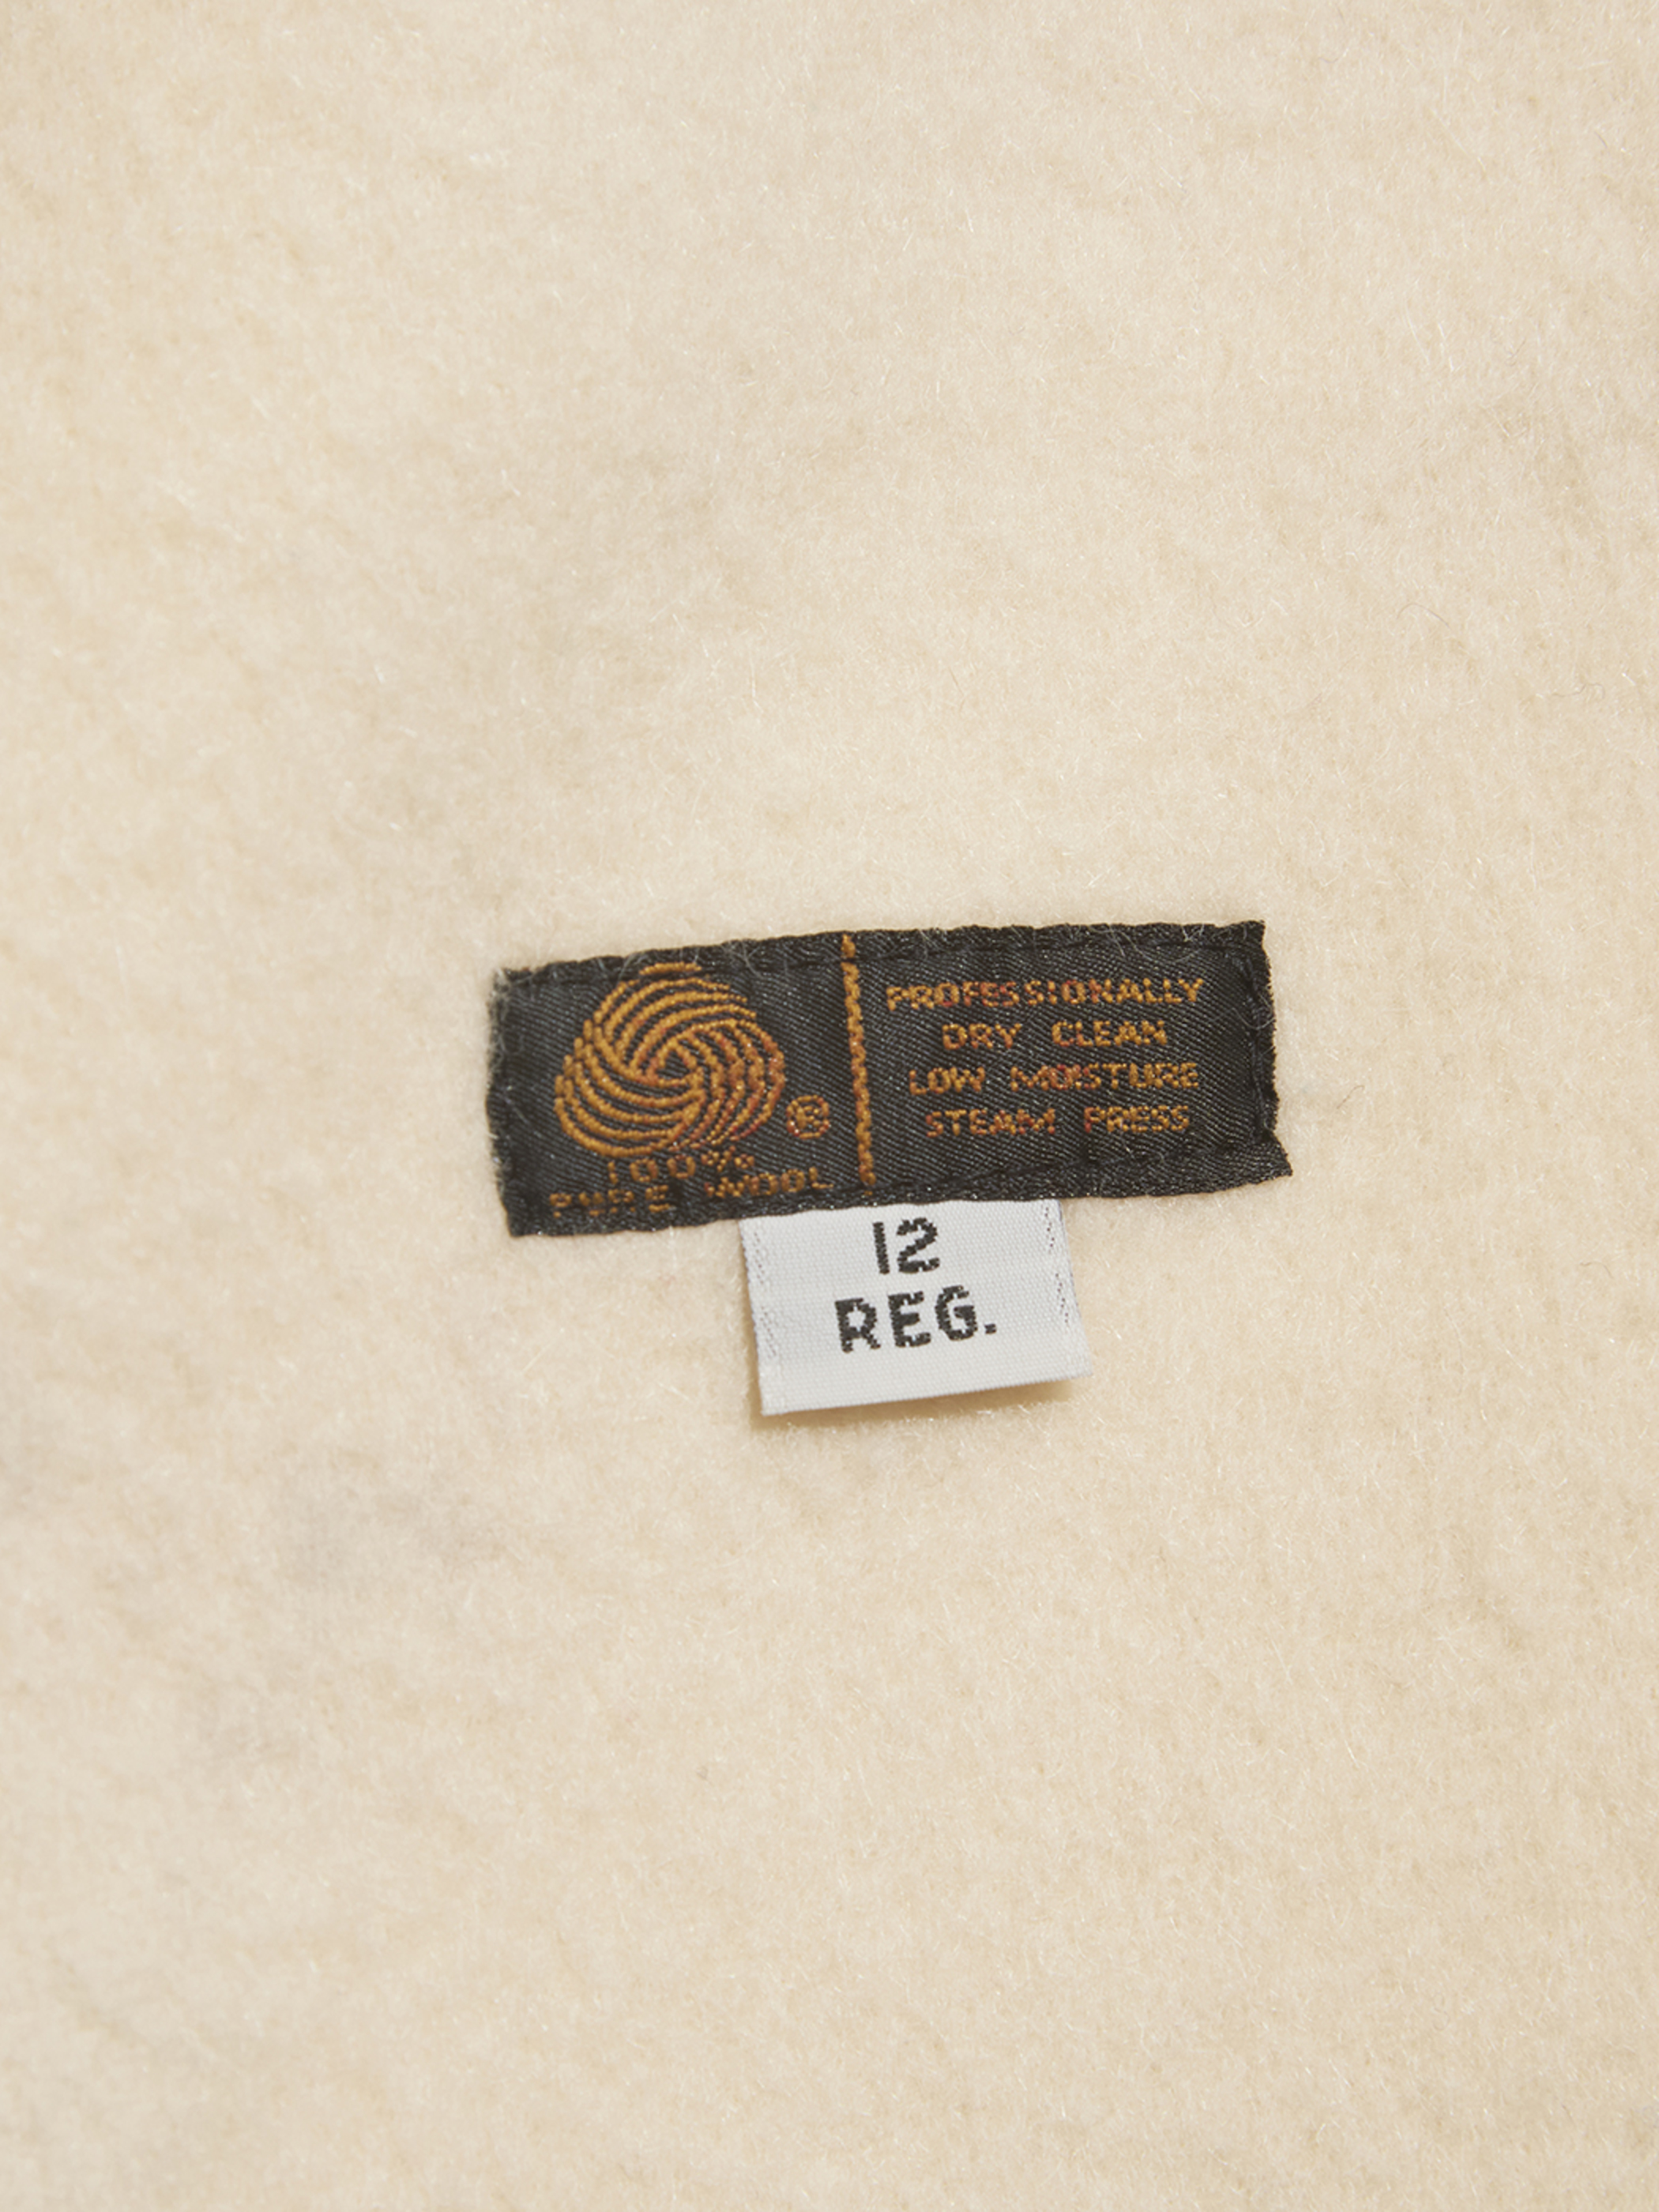 ®
100%
PURE WOOL
PROFESSIONALLY
DRY CLEAN
LOW MOISTURE
STEAM PRESS
12
REG.